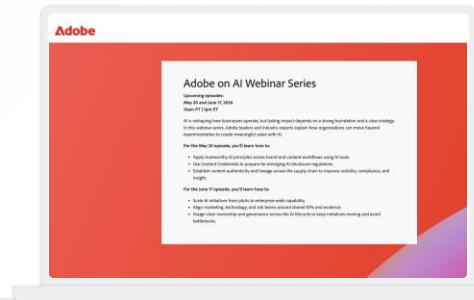 Adobe
Adobe on AI Webinar Series
Upcoming episodes:
May 20 and June 17, 2026
10am PT | 1pm ET
AI is reshaping how businesses operate, but lasting impact depends on a strong foundation and a clear strategy.
In this webinar series, Adobe leaders and industry experts explain how organizations can move beyond
experimentation to create meaningful value with AI.
For the May 20 episode, you'll learn how to:
• Apply trustworthy AI principles across brand and content workflows using AI tools.
• Use Content Credentials to prepare for emerging AI disclosure regulations.
• Establish content authenticity and lineage across the supply chain to improve visibility, compliance, and
insight.
For the June 17 episode, you'll learn how to:
• Scale AI initiatives from pilots to enterprise-wide capability.
• Align marketing, technology, and risk teams around shared KPIs and evidence.
• Assign clear ownership and governance across the AI lifecycle to keep initiatives moving and avoid
bottlenecks.